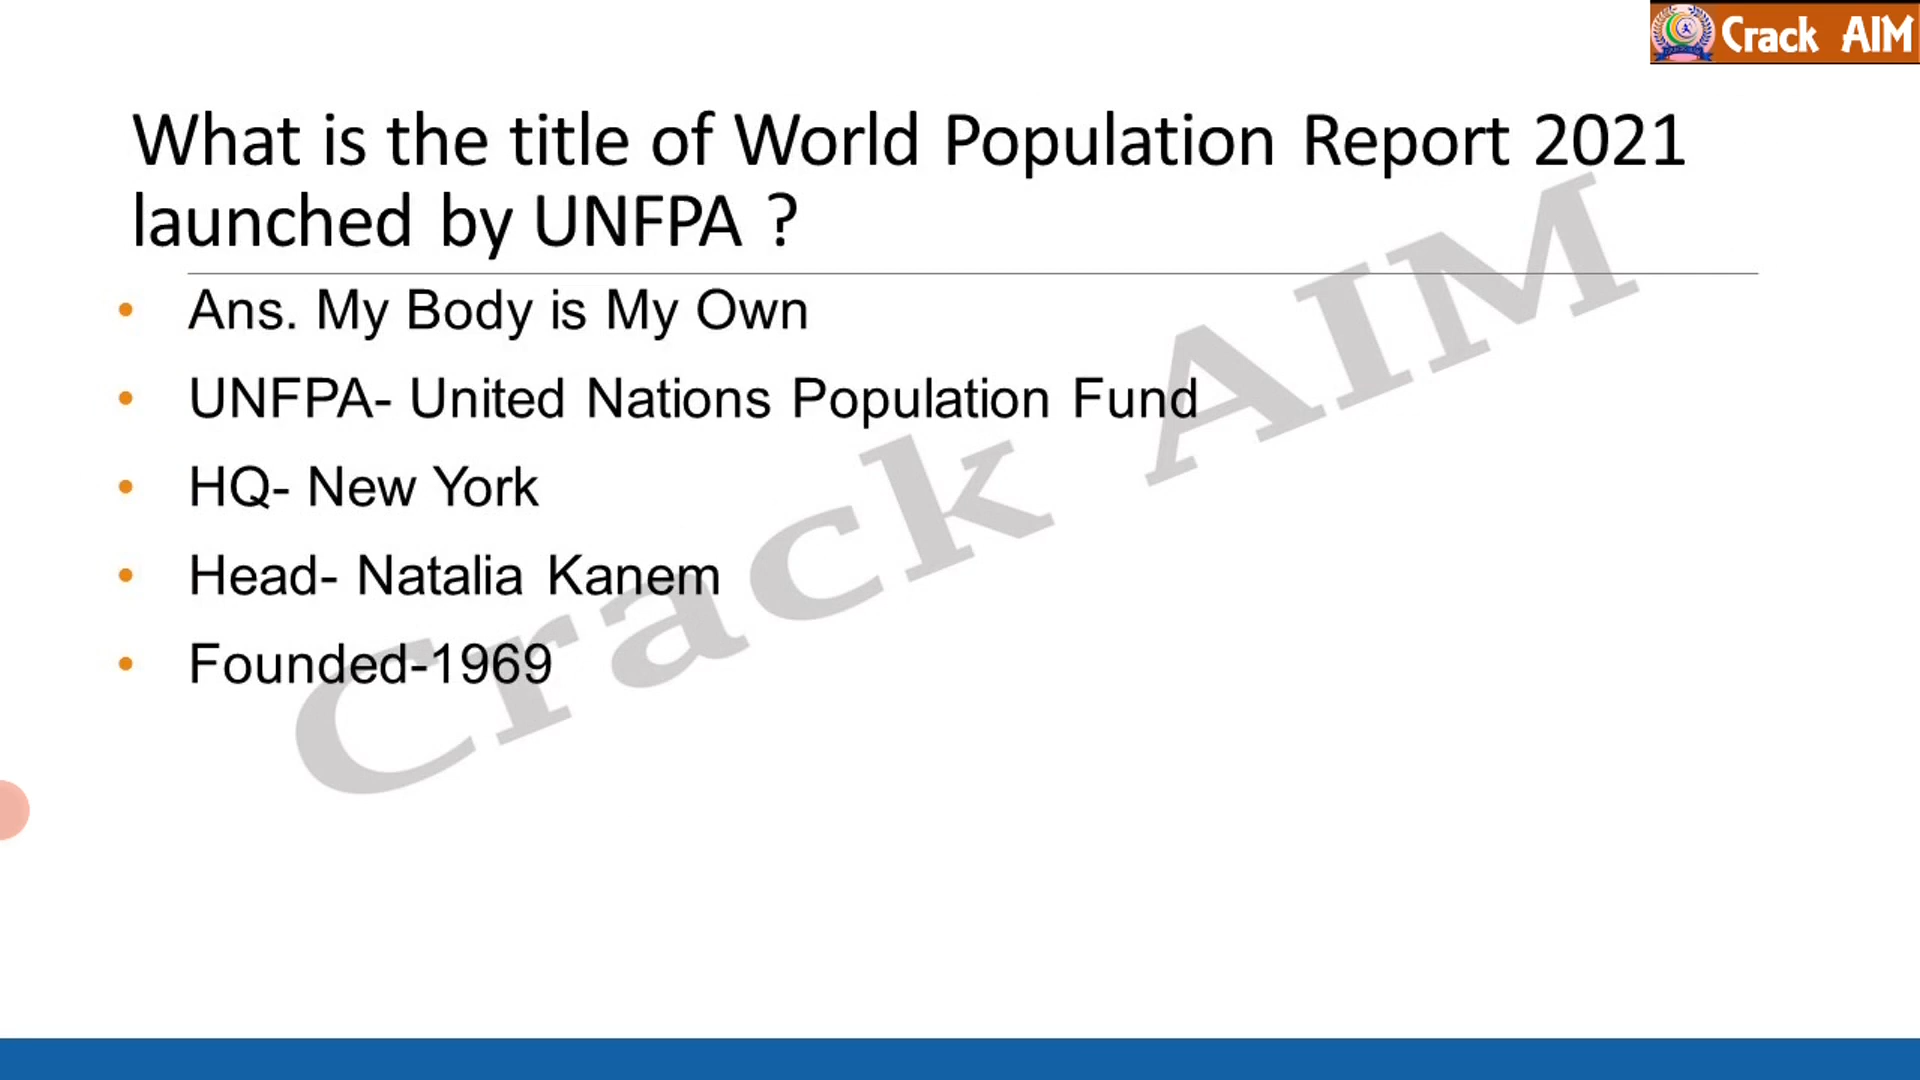 Crack AIM
What is the title of World Population Report 2021
launched by UNFPA ?
• Ans. My Body is My Own
• UNFPA- United Nations Population Fund
• HQ- New York
• Head- Natalia Kanem
• Founded-1969
Crack AIM